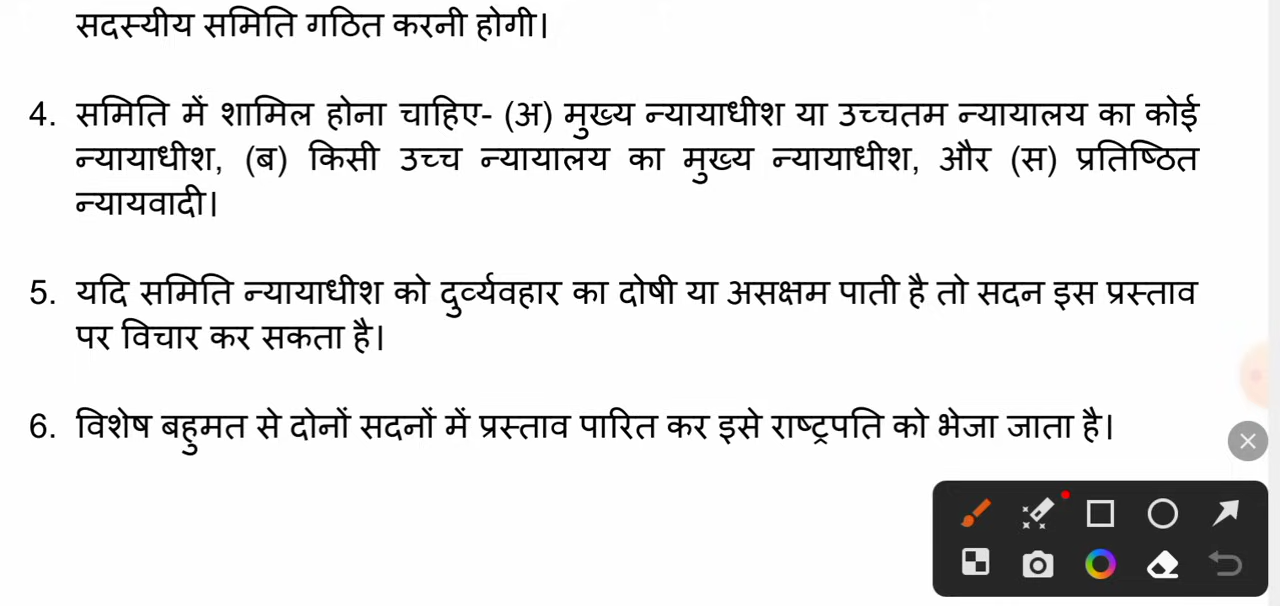 सदस्यीय समिति गठित करनी होगी।
4. समिति में शामिल होना चाहिए- (अ) मुख्य न्यायाधीश या उच्चतम न्यायालय का कोई
न्यायाधीश, (ब) किसी उच्च न्यायालय का मुख्य न्यायाधीश, और (स) प्रतिष्ठित
न्यायवादी।
5. यदि समिति न्यायाधीश को दुर्व्यवहार का दोषी या असक्षम पाती है तो सदन इस प्रस्ताव
पर विचार कर सकता है।
6. विशेष बहुमत से दोनों सदनों में प्रस्ताव पारित कर इसे राष्ट्रपति को भेजा जाता है।